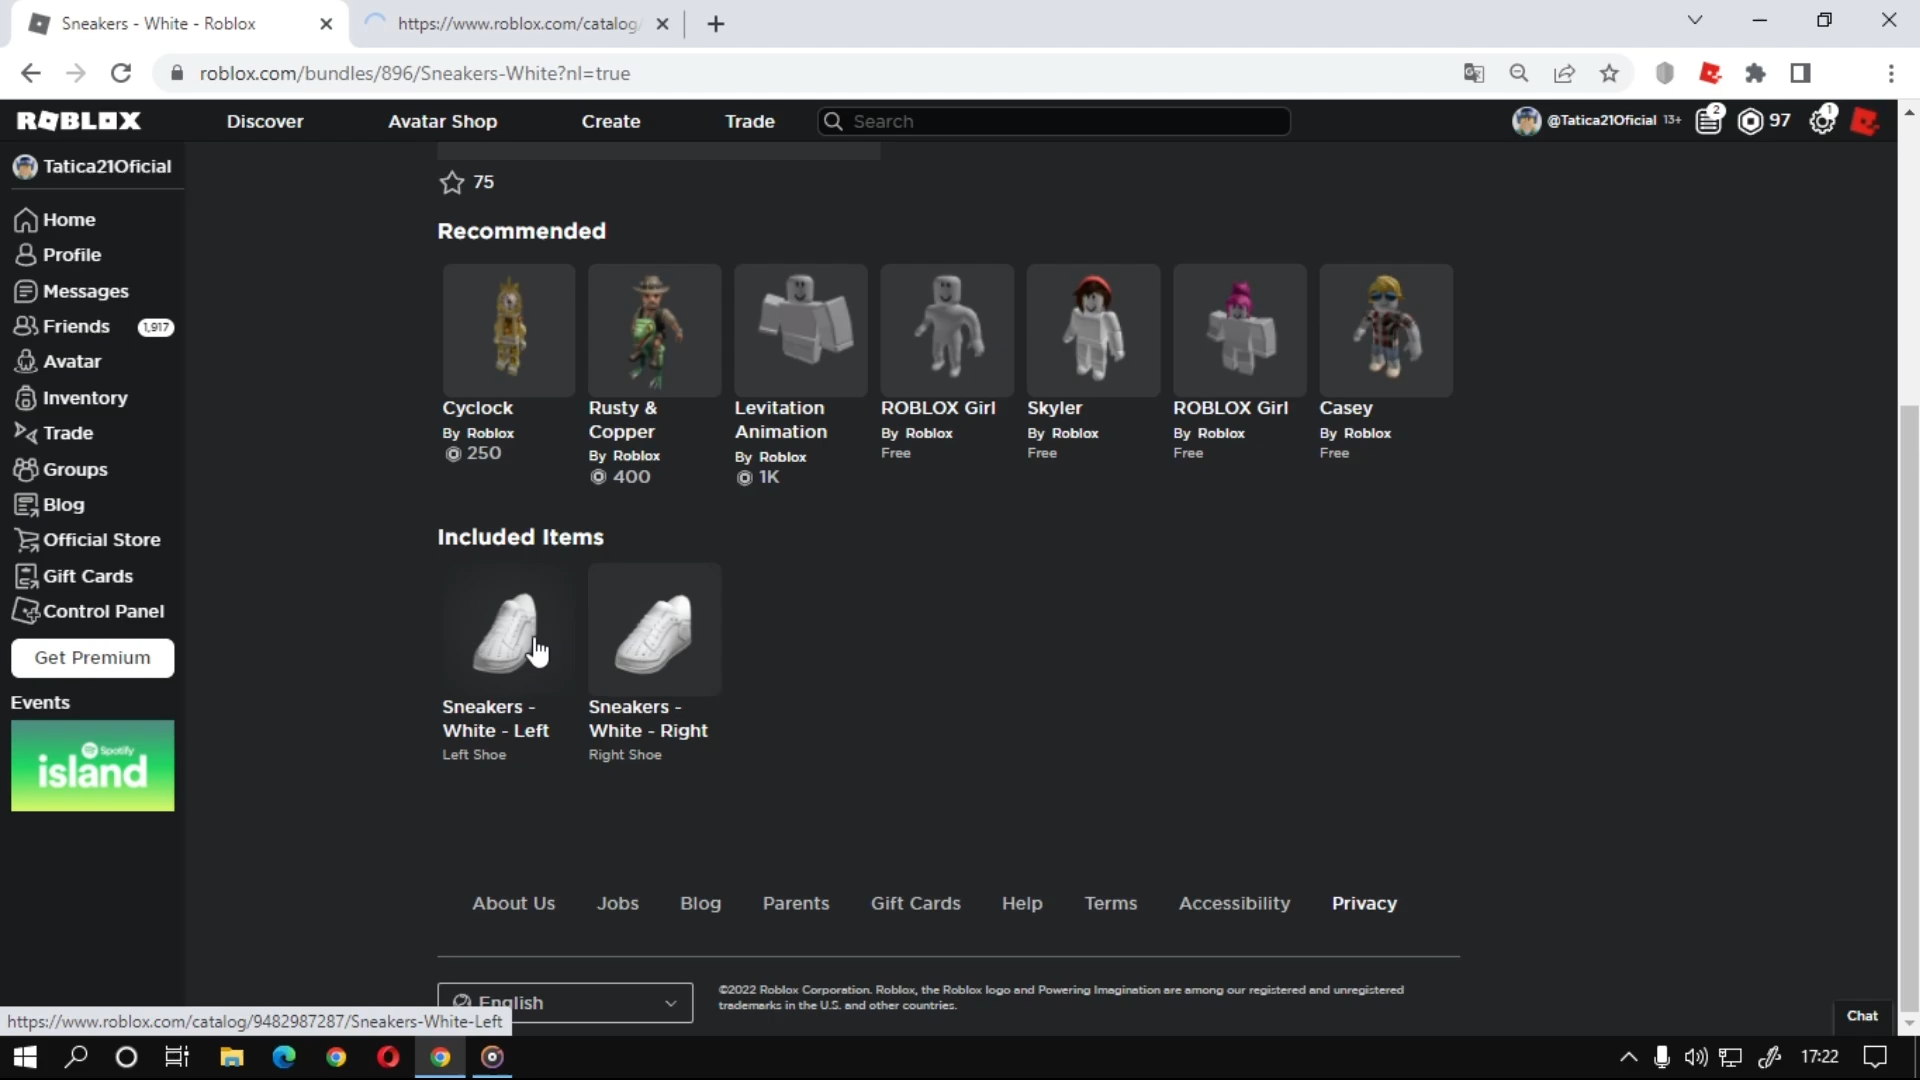 Sneakers - White - Roblox
https://www.roblox.com/catalog
roblox.com/bundles/896/Sneakers-White?nl=true
ROBLOX
Discover
Avatar Shop
Create
Trade
Search
@Tatica21Oficial 13+
2
97
1
Tatica21Oficial
Home
Profile
Messages
Friends 1,917
Avatar
Inventory
Trade
Groups
Blog
Official Store
Gift Cards
Control Panel
Get Premium
Events
Spotify
island
75
Recommended
Cyclock
By Roblox
250
Rusty &
Copper
By Roblox
400
Levitation
Animation
By Roblox
1K
ROBLOX Girl
By Roblox
Free
Skyler
By Roblox
Free
ROBLOX Girl
By Roblox
Free
Casey
By Roblox
Free
Included Items
Sneakers -
White - Left
Left Shoe
Sneakers -
White - Right
Right Shoe
About Us
Jobs
Blog
Parents
Gift Cards
Help
Terms
Accessibility
Privacy
English
©2022 Roblox Corporation. Roblox, the Roblox logo and Powering Imagination are among our registered and unregistered
trademarks in the U.S. and other countries.
Chat
https://www.roblox.com/catalog/9482987287/Sneakers-White-Left
17:22